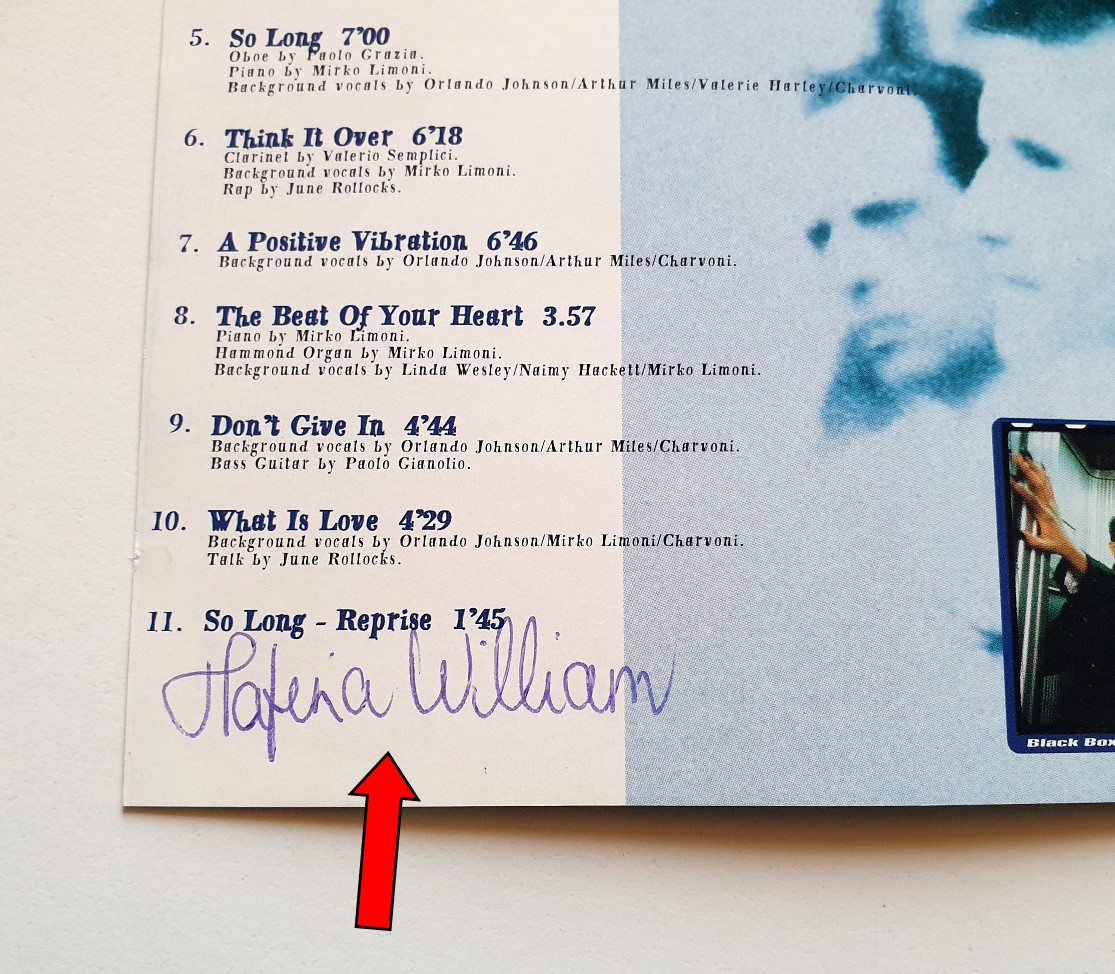 5. So Long 7'00
Oboe by Paolo Grazia.
Piano by Mirko Limoni.
Background vocals by Orlando Johnson/Arthur Miles/Valerie Harley/Charvoni.
6. Think It Over 6'18
Clarinet by Valerio Semplici.
Background vocals by Mirko Limoni.
Rap by June Rollocks.
7. A Positive Vibration 6'46
Background vocals by Orlando Johnson/Arthur Miles/Charvoni.
8. The Beat Of Your Heart 3.57
Piano by Mirko Limoni.
Hammond Organ by Mirko Limoni.
Background vocals by Linda Wesley/Naimy Hackett/Mirko Limoni.
9. Don't Give In 4'44
Background vocals by Orlando Johnson/Arthur Miles/Charvoni.
Bass Guitar by Paolo Gianolio.
10. What Is Love 4'29
Background vocals by Orlando Johnson/Mirko Limoni/Charvoni.
Talk by June Rollocks.
11. So Long - Reprise 1'45
William
Black Box